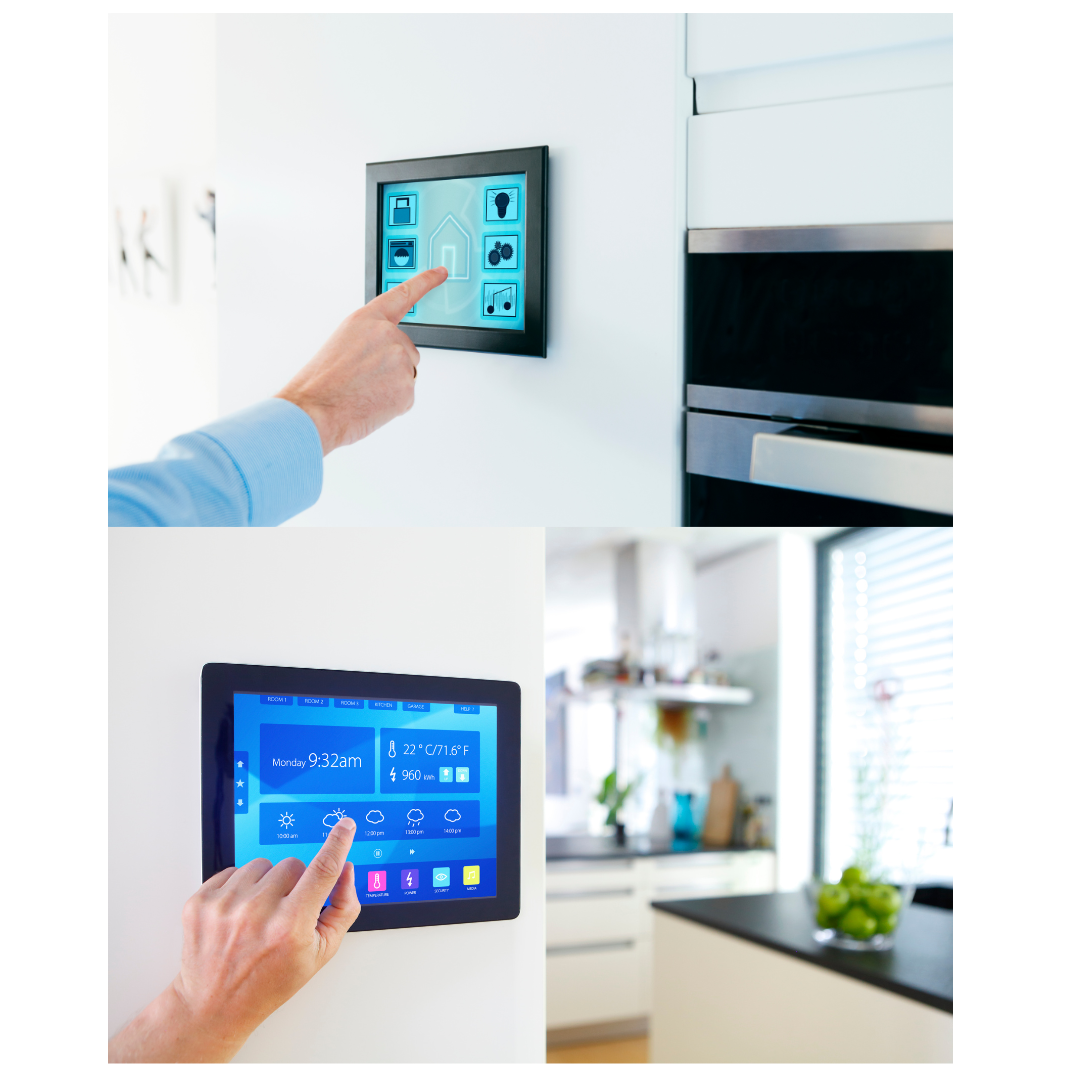 ROOM 1 ROOM 2 ROOM 3 KITCHEN GARAGE HELP
Monday 9:32am
22° C/71.6° F
960 kWh
10:00 am 12:00 pm 13:00 pm 14:00 pm
TEMPERATURE POWER SECURITY MEDIA